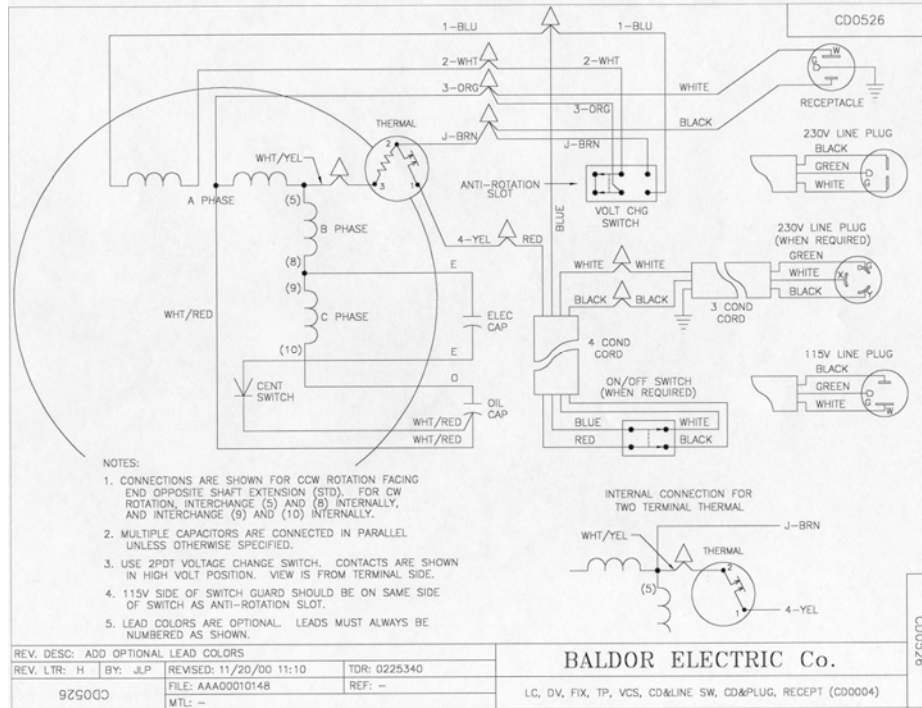 CD0526
1-BLU 1-BLU
2-WHT 2-WHT
3-ORG
WHITE
W
G
RECEPTACLE
3-ORG
BLACK
THERMAL
J-BRN
J-BRN
2
3
1
WHT/YEL
A PHASE
(5)
B PHASE
(8)
(9)
C PHASE
(10)
WHT/RED
CENT
SWITCH
E
ELEC
CAP
E
O
OIL
CAP
WHT/RED
WHT/RED
4-YEL RED
ANTI-ROTATION
SLOT
VOLT CHG
SWITCH
BLUE
230V LINE PLUG
BLACK
GREEN
WHITE
G
230V LINE PLUG
(WHEN REQUIRED)
GREEN
WHITE
BLACK
X
Y
WHITE WHITE
BLACK BLACK
3 COND
CORD
4 COND
CORD
ON/OFF SWITCH
(WHEN REQUIRED)
BLUE WHITE
RED BLACK
115V LINE PLUG
BLACK
GREEN
WHITE
G
W
NOTES:
1. CONNECTIONS ARE SHOWN FOR CCW ROTATION FACING
END OPPOSITE SHAFT EXTENSION (STD). FOR CW
ROTATION, INTERCHANGE (5) AND (8) INTERNALLY,
AND INTERCHANGE (9) AND (10) INTERNALLY.
2. MULTIPLE CAPACITORS ARE CONNECTED IN PARALLEL
UNLESS OTHERWISE SPECIFIED.
3. USE 2PDT VOLTAGE CHANGE SWITCH. CONTACTS ARE SHOWN
IN HIGH VOLT POSITION. VIEW IS FROM TERMINAL SIDE.
4. 115V SIDE OF SWITCH GUARD SHOULD BE ON SAME SIDE
OF SWITCH AS ANTI-ROTATION SLOT.
5. LEAD COLORS ARE OPTIONAL. LEADS MUST ALWAYS BE
NUMBERED AS SHOWN.
INTERNAL CONNECTION FOR
TWO TERMINAL THERMAL
J-BRN
WHT/YEL
THERMAL
2
(5)
1
4-YEL
REV. DESC: ADD OPTIONAL LEAD COLORS
REV. LTR: H BY: JLP REVISED: 11/20/00 11:10 TDR: 0225340
CD0526
FILE: AAA00010148 REF: -
MTL: -
BALDOR ELECTRIC Co.
LC, DV, FIX, TP, VCS, CD&LINE SW, CD&PLUG, RECEPT (CD0004)
CD0526